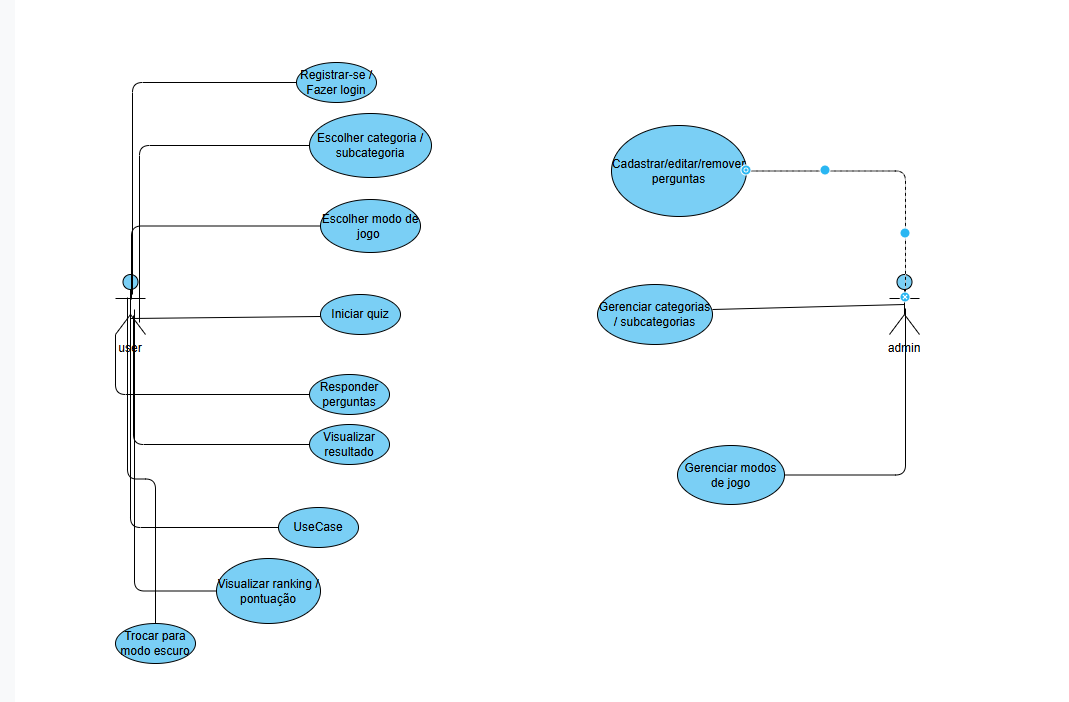 Registrar-se /
Fazer login
Escolher categoria /
subcategoria
Escolher modo de
jogo
Iniciar quiz
user
Responder
perguntas
Visualizar
resultado
UseCase
Visualizar ranking /
pontuação
Trocar para
modo escuro
Cadastrar/editar/remover
perguntas
Gerenciar categorias
/ subcategorias
admin
Gerenciar modos
de jogo